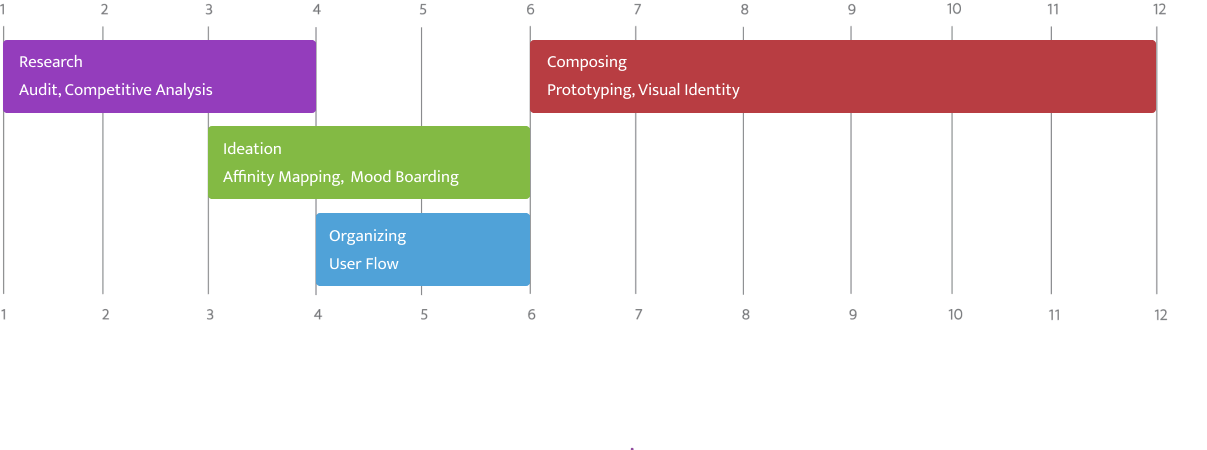 1 2 3 4 5 6 7 8 9 10 11 12
Research
Audit, Competitive Analysis
Composing
Prototyping, Visual Identity
Ideation
Affinity Mapping, Mood Boarding
Organizing
User Flow
1 2 3 4 5 6 7 8 9 10 11 12